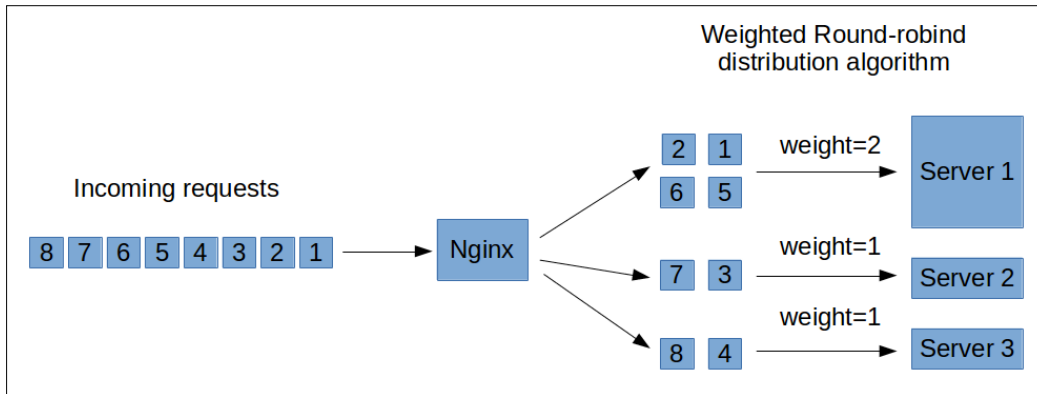 Weighted Round-robind
distribution algorithm
Incoming requests
8 7 6 5 4 3 2 1
Nginx
2 1
6 5
weight=2
Server 1
7 3
weight=1
Server 2
8 4
weight=1
Server 3